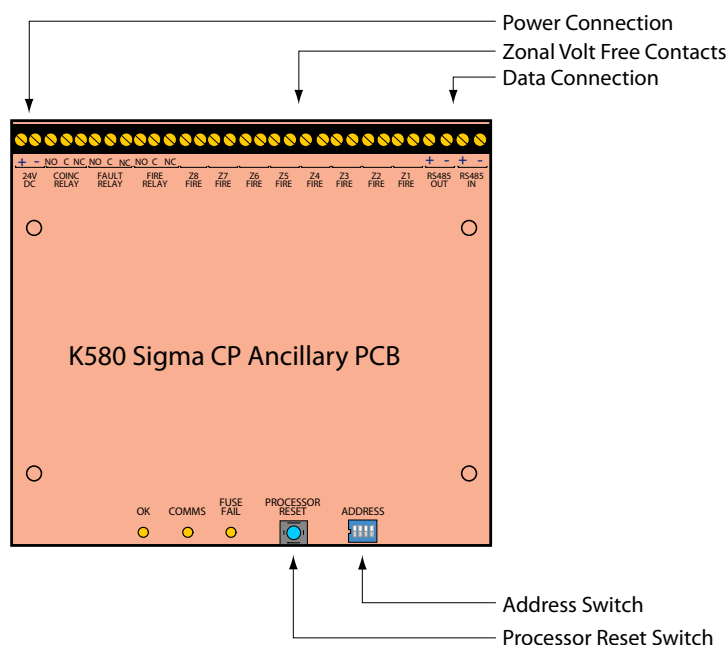 Power Connection
Zonal Volt Free Contacts
Data Connection
+ - NO C NC NO C NC NO C NC + - + -
24V DC COINC RELAY FAULT RELAY FIRE RELAY Z8 FIRE Z7 FIRE Z6 FIRE Z5 FIRE Z4 FIRE Z3 FIRE Z2 FIRE Z1 FIRE RS485 OUT RS485 IN
K580 Sigma CP Ancillary PCB
OK COMMS FUSE FAIL PROCESSOR RESET ADDRESS
Address Switch
Processor Reset Switch